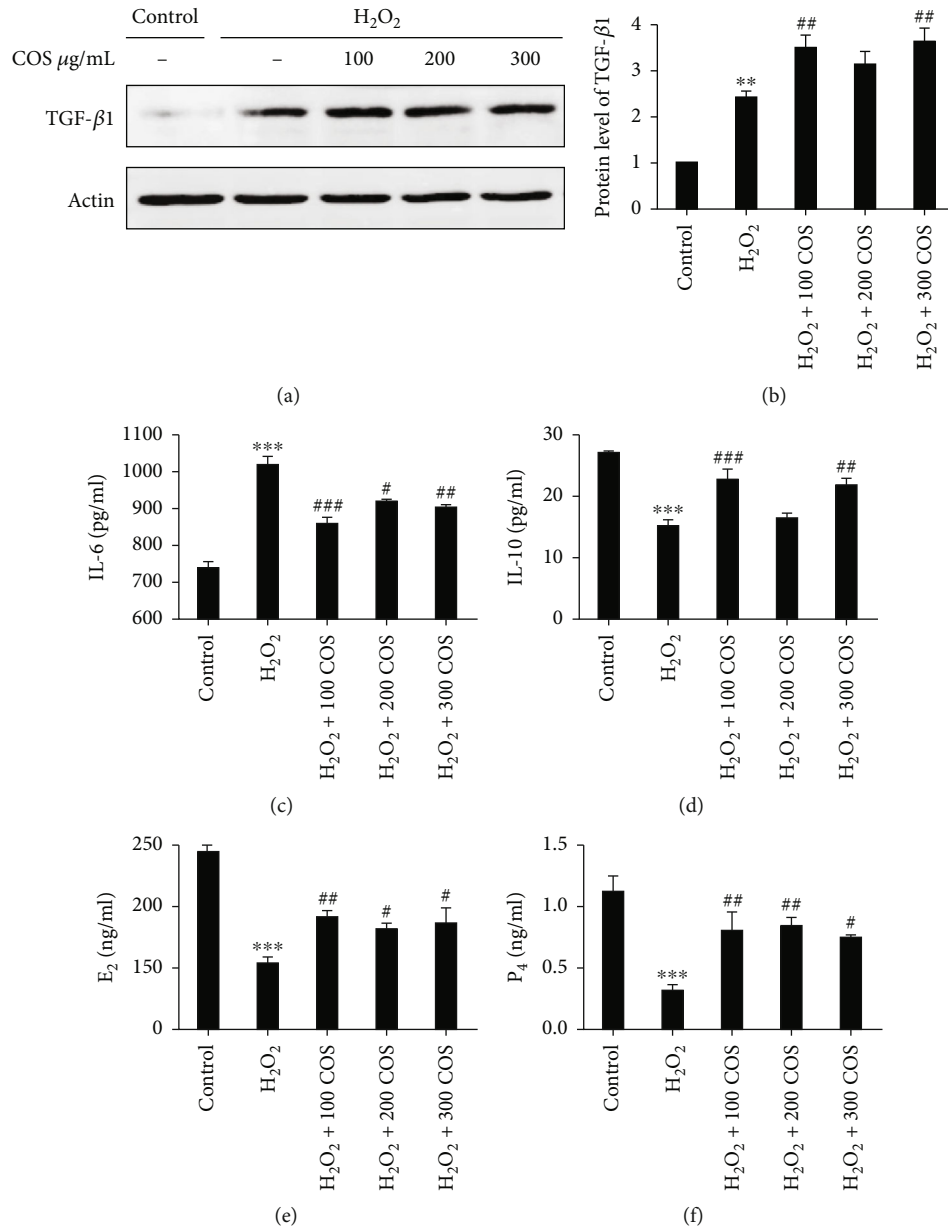 Control H₂O₂
COS μg/mL – – 100 200 300
TGF-β1
Actin
(a)
Protein level of TGF-β1
4
3
2
1
0
** ## ##
Control
H₂O₂
H₂O₂ + 100 COS
H₂O₂ + 200 COS
H₂O₂ + 300 COS
(b)
IL-6 (pg/ml)
1100
1000
900
800
700
600
*** ### # ##
Control
H₂O₂
H₂O₂ + 100 COS
H₂O₂ + 200 COS
H₂O₂ + 300 COS
(c)
IL-10 (pg/ml)
30
20
10
0
*** ### ##
Control
H₂O₂
H₂O₂ + 100 COS
H₂O₂ + 200 COS
H₂O₂ + 300 COS
(d)
E₂ (ng/ml)
250
200
150
0
*** ## # #
Control
H₂O₂
H₂O₂ + 100 COS
H₂O₂ + 200 COS
H₂O₂ + 300 COS
(e)
P₄ (ng/ml)
1.5
1.0
0.5
0.0
*** ## ## #
Control
H₂O₂
H₂O₂ + 100 COS
H₂O₂ + 200 COS
H₂O₂ + 300 COS
(f)